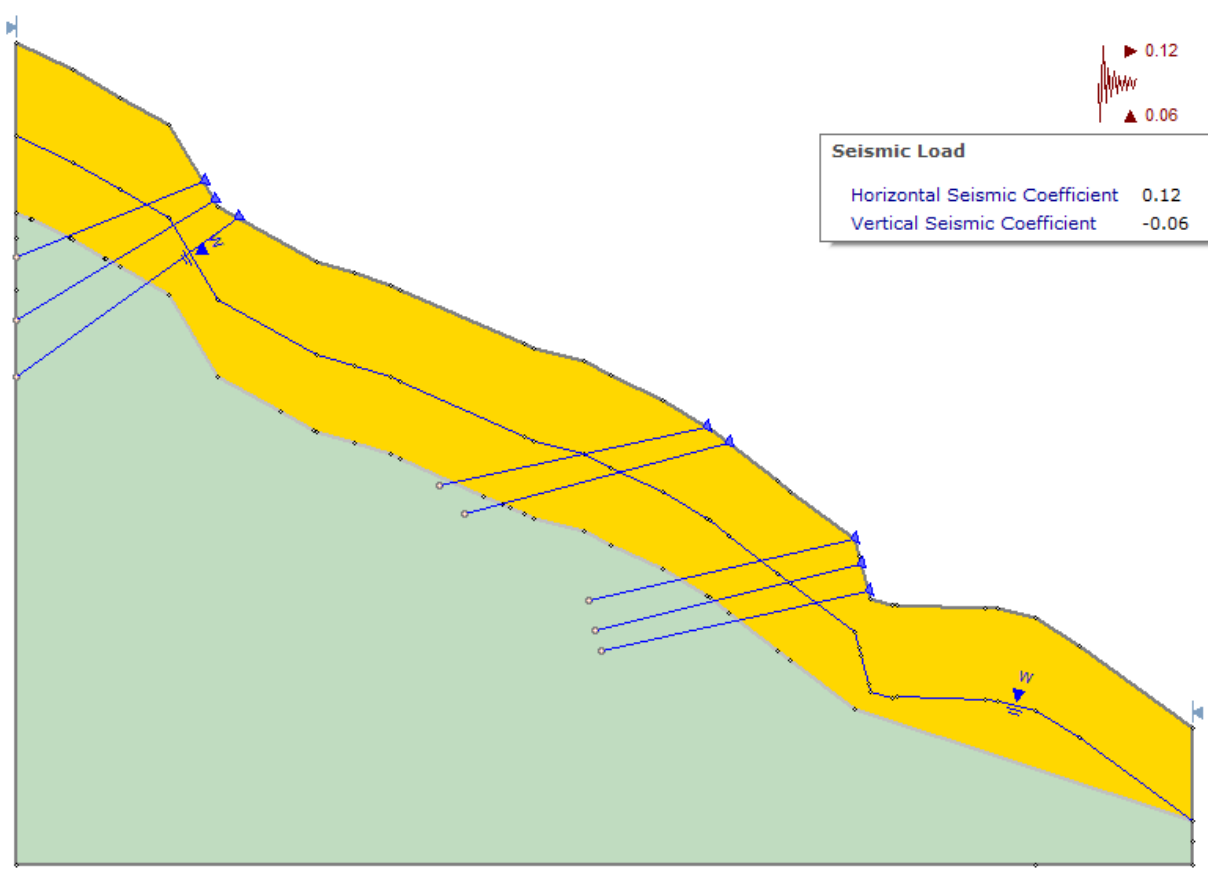 0.12
0.06
Seismic Load
Horizontal Seismic Coefficient 0.12
Vertical Seismic Coefficient -0.06
W
W